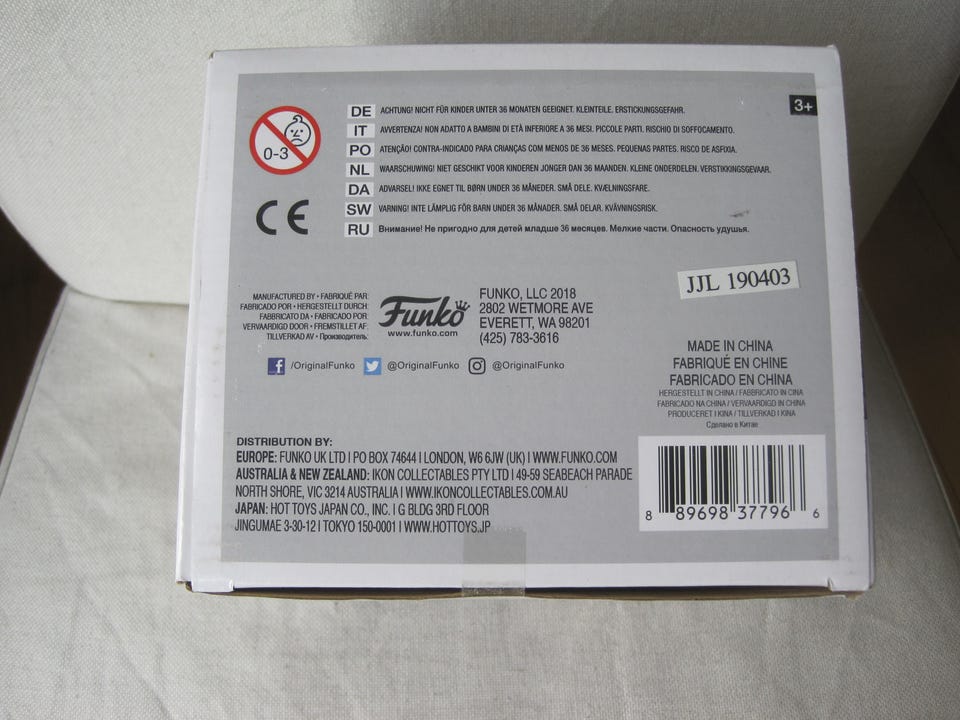 3+
0-3
DE ACHTUNG! NICHT FÜR KINDER UNTER 36 MONATEN GEEIGNET. KLEINTEILE. ERSTICKUNGSGEFAHR.
IT AVVERTENZA! NON ADATTO A BAMBINI DI ETÀ INFERIORE A 36 MESI. PICCOLE PARTI. RISCHIO DI SOFFOCAMENTO.
PO ATENÇÃO! CONTRA-INDICADO PARA CRIANÇAS COM MENOS DE 36 MESES. PEQUENAS PARTES. RISCO DE ASFIXIA.
NL WAARSCHUWING! NIET GESCHIKT VOOR KINDEREN JONGER DAN 36 MAANDEN. KLEINE ONDERDELEN. VERSTIKKINGSGEVAAR.
DA ADVARSEL! IKKE EGNET TIL BØRN UNDER 36 MÅNEDER. SMÅ DELE. KVÆLNINGSFARE.
SW VARNING! INTE LÄMPLIG FÖR BARN UNDER 36 MÅNADER. SMÅ DELAR. KVÄVNINGSRISK.
RU Внимание! Не пригодно для детей младше 36 месяцев. Мелкие части. Опасность удушья.
CE
JJL 190403
MANUFACTURED BY • FABRIQUÉ PAR:
FABRICADO POR • HERGESTELLT DURCH:
FABBRICATO DA • FABRICADO POR:
VERVAARDIGD DOOR • FREMSTILLET AF:
TILLVERKAD AV • Производитель:
Funko
www.funko.com
FUNKO, LLC 2018
2802 WETMORE AVE
EVERETT, WA 98201
(425) 783-3616
f /OriginalFunko @OriginalFunko @OriginalFunko
MADE IN CHINA
FABRIQUÉ EN CHINE
FABRICADO EN CHINA
HERGESTELLT IN CHINA / FABBRICATO IN CINA
FABRICADO NA CHINA / VERVAARDIGD IN CHINA
PRODUCERET I KINA / TILLVERKAD I KINA
Сделано в Китае
DISTRIBUTION BY:
EUROPE: FUNKO UK LTD | PO BOX 74644 | LONDON, W6 6JW (UK) | WWW.FUNKO.COM
AUSTRALIA & NEW ZEALAND: IKON COLLECTABLES PTY LTD | 49-59 SEABEACH PARADE
NORTH SHORE, VIC 3214 AUSTRALIA | WWW.IKONCOLLECTABLES.COM.AU
JAPAN: HOT TOYS JAPAN CO., INC. | G BLDG 3RD FLOOR
JINGUMAE 3-30-12 | TOKYO 150-0001 | WWW.HOTTOYS.JP
8 89698 37796 6